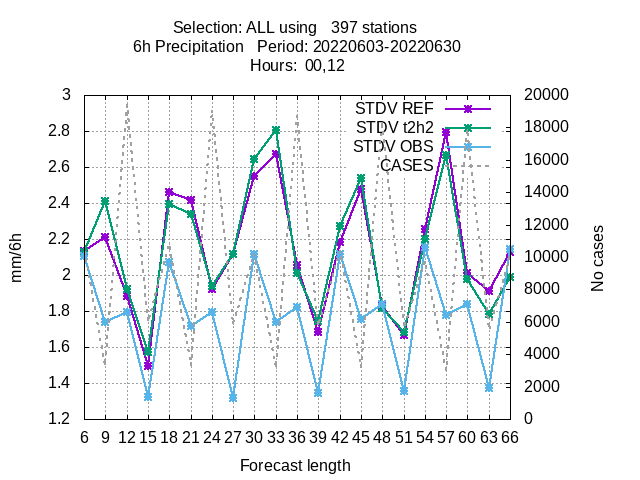 Selection: ALL using   397 stations
6h Precipitation   Period: 20220603-20220630
Hours:  00,12
3
2.8
2.6
2.4
2.2
2
1.8
1.6
1.4
1.2
mm/6h
STDV REF
STDV t2h2
STDV OBS
CASES
20000
18000
16000
14000
12000
10000
8000
6000
4000
2000
0
No cases
6 9 12 15 18 21 24 27 30 33 36 39 42 45 48 51 54 57 60 63 66
Forecast length